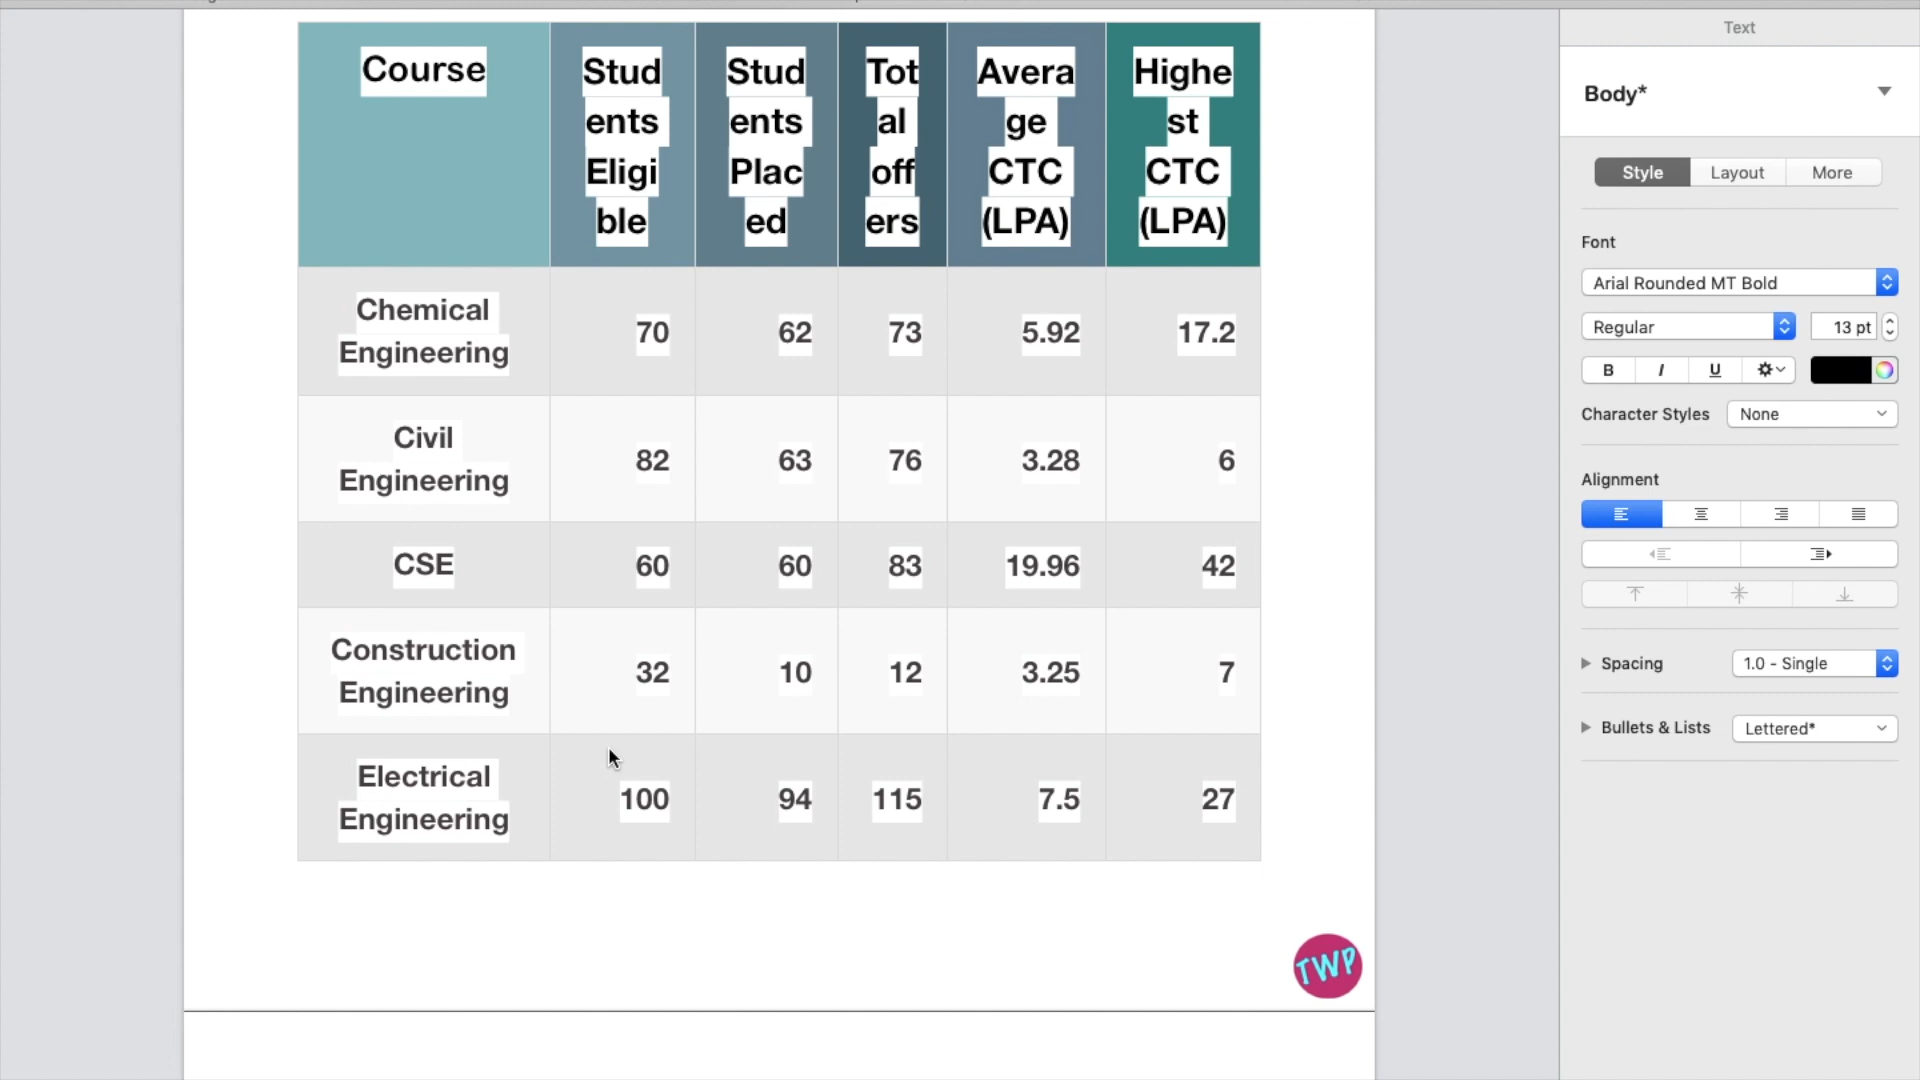 Course
Stud
ents
Eligi
ble
Stud
ents
Plac
ed
Tot
al
off
ers
Avera
ge
CTC
(LPA)
Highe
st
CTC
(LPA)
Chemical
Engineering
70
62
73
5.92
17.2
Civil
Engineering
82
63
76
3.28
6
CSE
60
60
83
19.96
42
Construction
Engineering
32
10
12
3.25
7
Electrical
Engineering
100
94
115
7.5
27
TWP
Text
Body*
Style
Layout
More
Font
Arial Rounded MT Bold
Regular
13 pt
B
I
U
Character Styles
None
Alignment
Spacing
1.0 - Single
Bullets & Lists
Lettered*